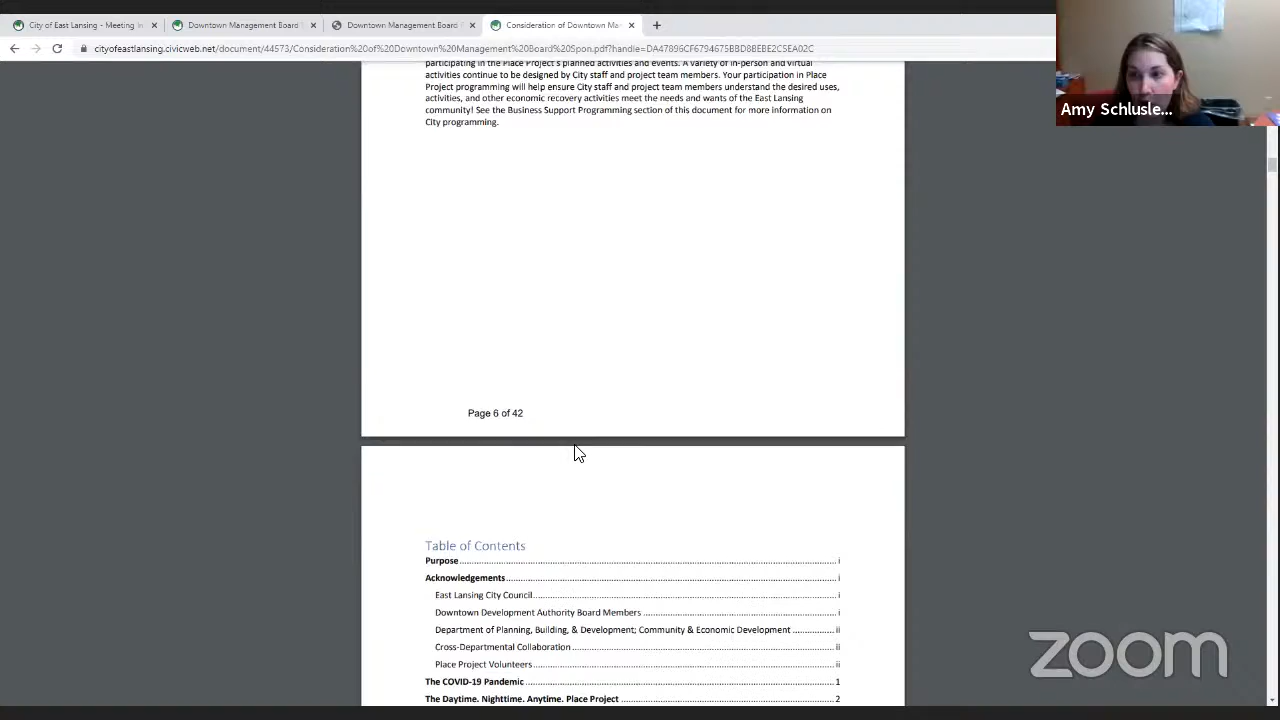 City of East Lansing - Meeting In
Downtown Management Board
Downtown Management Board
Consideration of Downtown Ma
cityofeastlansing.civicweb.net/document/44573/Consideration%20of%20Downtown%20Management%20Board%20Spon.pdf?handle=DA47896CF6794675BBD8BEBE2C5EA02C
Amy Schlusle...
participating in the Place Project's planned activities and events. A variety of in-person and virtual
activities continue to be designed by City staff and project team members. Your participation in Place
Project programming will help ensure City staff and project team members understand the desired uses,
activities, and other economic recovery activities meet the needs and wants of the East Lansing
community! See the Business Support Programming section of this document for more information on
City programming.
Page 6 of 42
Table of Contents
Purpose i
Acknowledgements i
East Lansing City Council i
Downtown Development Authority Board Members i
Department of Planning, Building, & Development; Community & Economic Development ii
Cross-Departmental Collaboration ii
Place Project Volunteers ii
The COVID-19 Pandemic 1
The Daytime. Nighttime. Anytime. Place Project 2
zoom